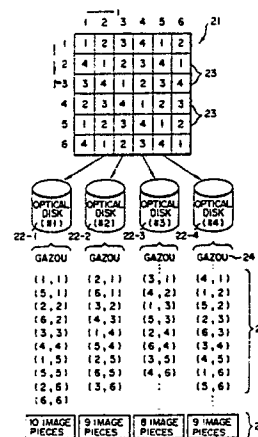 1 2 3 4 5 6
21
1 1 2 3 4 1 2
2 4 1 2 3 4 1
3 3 4 1 2 3 4
23
4 2 3 4 1 2 3
23
5 1 2 3 4 1 2
6 4 1 2 3 4 1
OPTICAL DISK (#1) OPTICAL DISK (#2) OPTICAL DISK (#3) OPTICAL DISK (#4)
22-1 22-2 22-3 22-4
GAZOU GAZOU GAZOU GAZOU 24
(1,1) (2,1) (3,1) (4,1)
(5,1) (6,1) (4,2) (1,2)
(2,2) (3,2) (1,3) (5,2)
(6,2) (4,3) (5,3) (2,3)
(3,3) (1,4) (2,4) (6,3)
(4,4) (5,4) (6,4) (3,4)
(1,5) (2,5) (3,5) (4,5)
(5,5) (6,5) (4,6) (1,6)
(2,6) (3,6) (5,6)
(6,6)
10 IMAGE PIECES 9 IMAGE PIECES 8 IMAGE PIECES 9 IMAGE PIECES